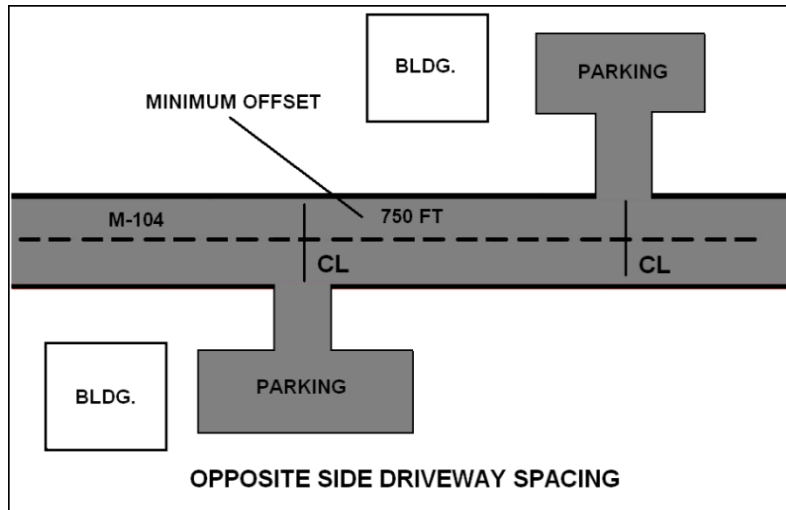 BLDG.
PARKING
MINIMUM OFFSET
M-104
750 FT
CL
CL
BLDG.
PARKING
OPPOSITE SIDE DRIVEWAY SPACING